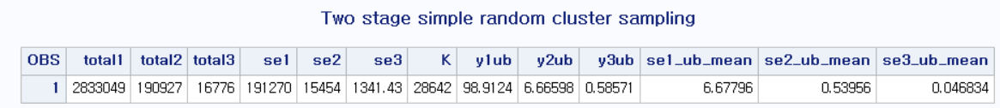 Two stage simple random cluster sampling
OBS total1 total2 total3 se1 se2 se3 K y1ub y2ub y3ub se1_ub_mean se2_ub_mean se3_ub_mean
1 2833049 190927 16776 191270 15454 1341.43 28642 98.9124 6.66598 0.58571 6.67796 0.53956 0.046834